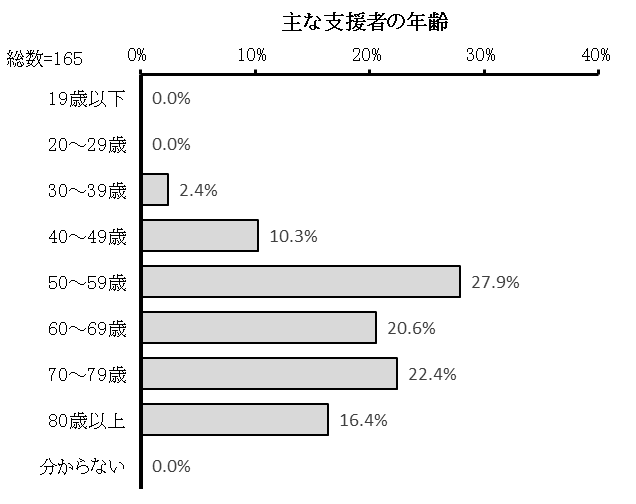 主な支援者の年齢
総数=165
0% 10% 20% 30% 40%
19歳以下 0.0%
20～29歳 0.0%
30～39歳 2.4%
40～49歳 10.3%
50～59歳 27.9%
60～69歳 20.6%
70～79歳 22.4%
80歳以上 16.4%
分からない 0.0%